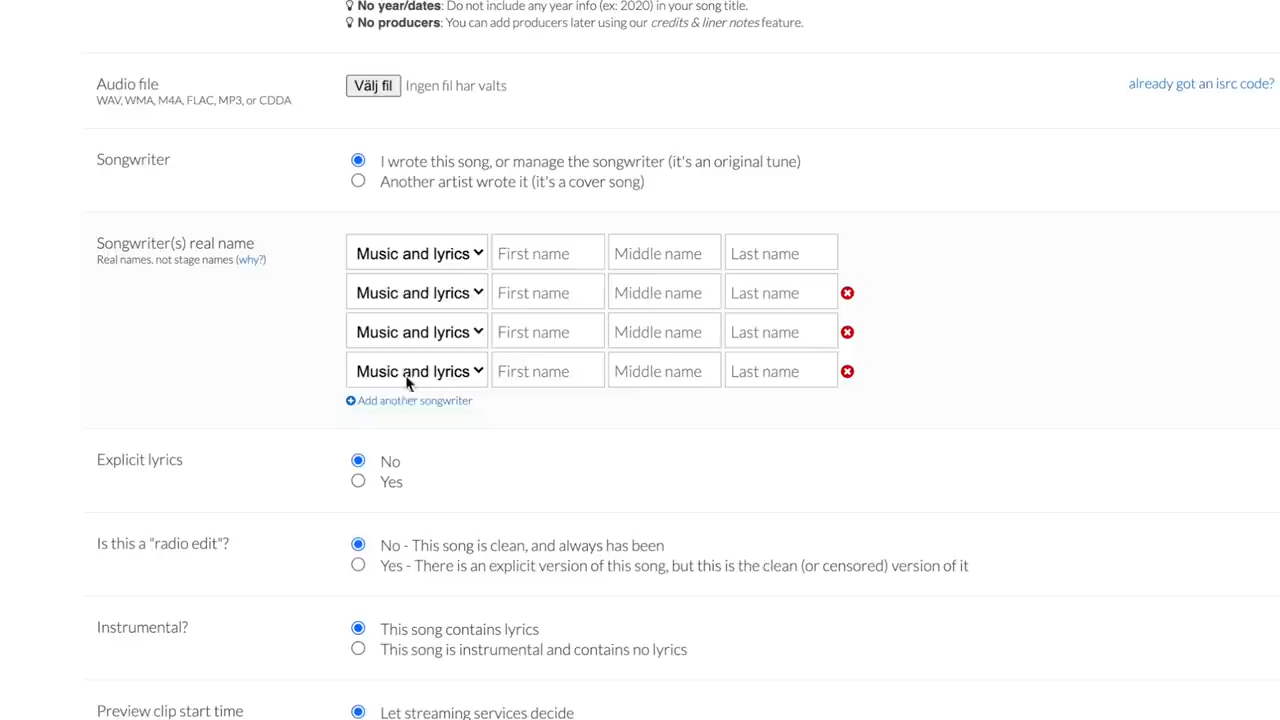 No year/dates: Do not include any year info (ex: 2020) in your song title.
No producers: You can add producers later using our credits & liner notes feature.
Audio file
WAV, WMA, M4A, FLAC, MP3, or CDDA
Välj fil Ingen fil har valts
already got an isrc code?
Songwriter
I wrote this song, or manage the songwriter (it's an original tune)
Another artist wrote it (it's a cover song)
Songwriter(s) real name
Real names, not stage names (why?)
Music and lyrics First name Middle name Last name
Music and lyrics First name Middle name Last name
Music and lyrics First name Middle name Last name
Music and lyrics First name Middle name Last name
Add another songwriter
Explicit lyrics
No
Yes
Is this a "radio edit"?
No - This song is clean, and always has been
Yes - There is an explicit version of this song, but this is the clean (or censored) version of it
Instrumental?
This song contains lyrics
This song is instrumental and contains no lyrics
Preview clip start time
Let streaming services decide